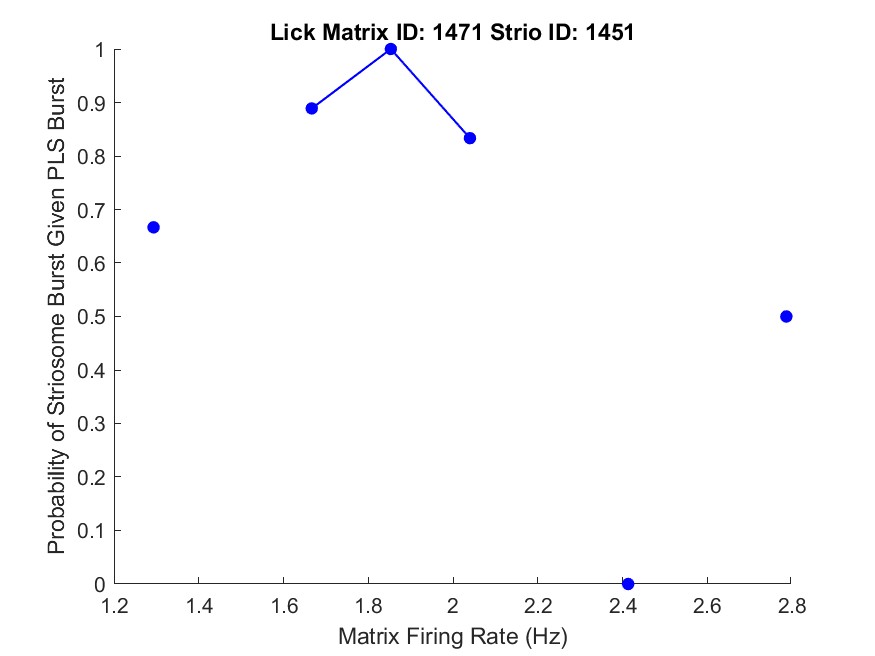 Lick Matrix ID: 1471 Strio ID: 1451
Probability of Striosome Burst Given PLS Burst
1
0.9
0.8
0.7
0.6
0.5
0.4
0.3
0.2
0.1
0
1.2 1.4 1.6 1.8 2 2.2 2.4 2.6 2.8
Matrix Firing Rate (Hz)